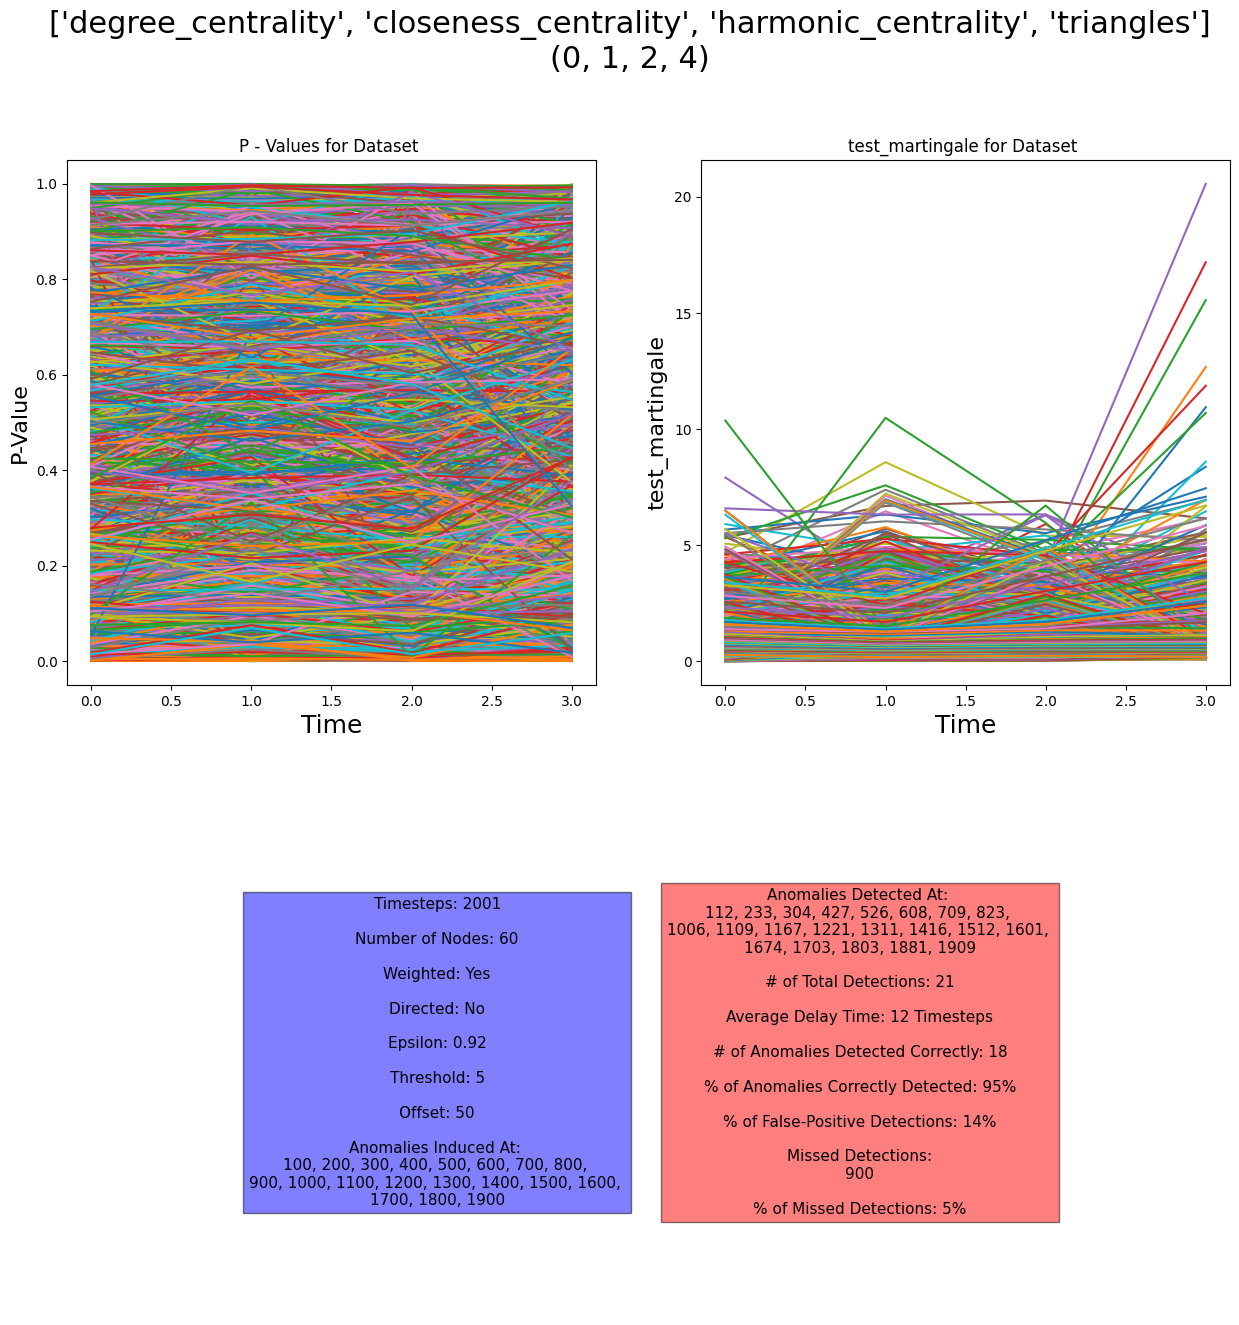 ['degree_centrality', 'closeness_centrality', 'harmonic_centrality', 'triangles']
(0, 1, 2, 4)
P - Values for Dataset
P-Value
1.0
0.8
0.6
0.4
0.2
0.0
0.0 0.5 1.0 1.5 2.0 2.5 3.0
Time
test_martingale for Dataset
test_martingale
20
15
10
5
0
0.0 0.5 1.0 1.5 2.0 2.5 3.0
Time
Timesteps: 2001
Number of Nodes: 60
Weighted: Yes
Directed: No
Epsilon: 0.92
Threshold: 5
Offset: 50
Anomalies Induced At:
100, 200, 300, 400, 500, 600, 700, 800,
900, 1000, 1100, 1200, 1300, 1400, 1500, 1600,
1700, 1800, 1900
Anomalies Detected At:
112, 233, 304, 427, 526, 608, 709, 823,
1006, 1109, 1167, 1221, 1311, 1416, 1512, 1601,
1674, 1703, 1803, 1881, 1909
# of Total Detections: 21
Average Delay Time: 12 Timesteps
# of Anomalies Detected Correctly: 18
% of Anomalies Correctly Detected: 95%
% of False-Positive Detections: 14%
Missed Detections:
900
% of Missed Detections: 5%